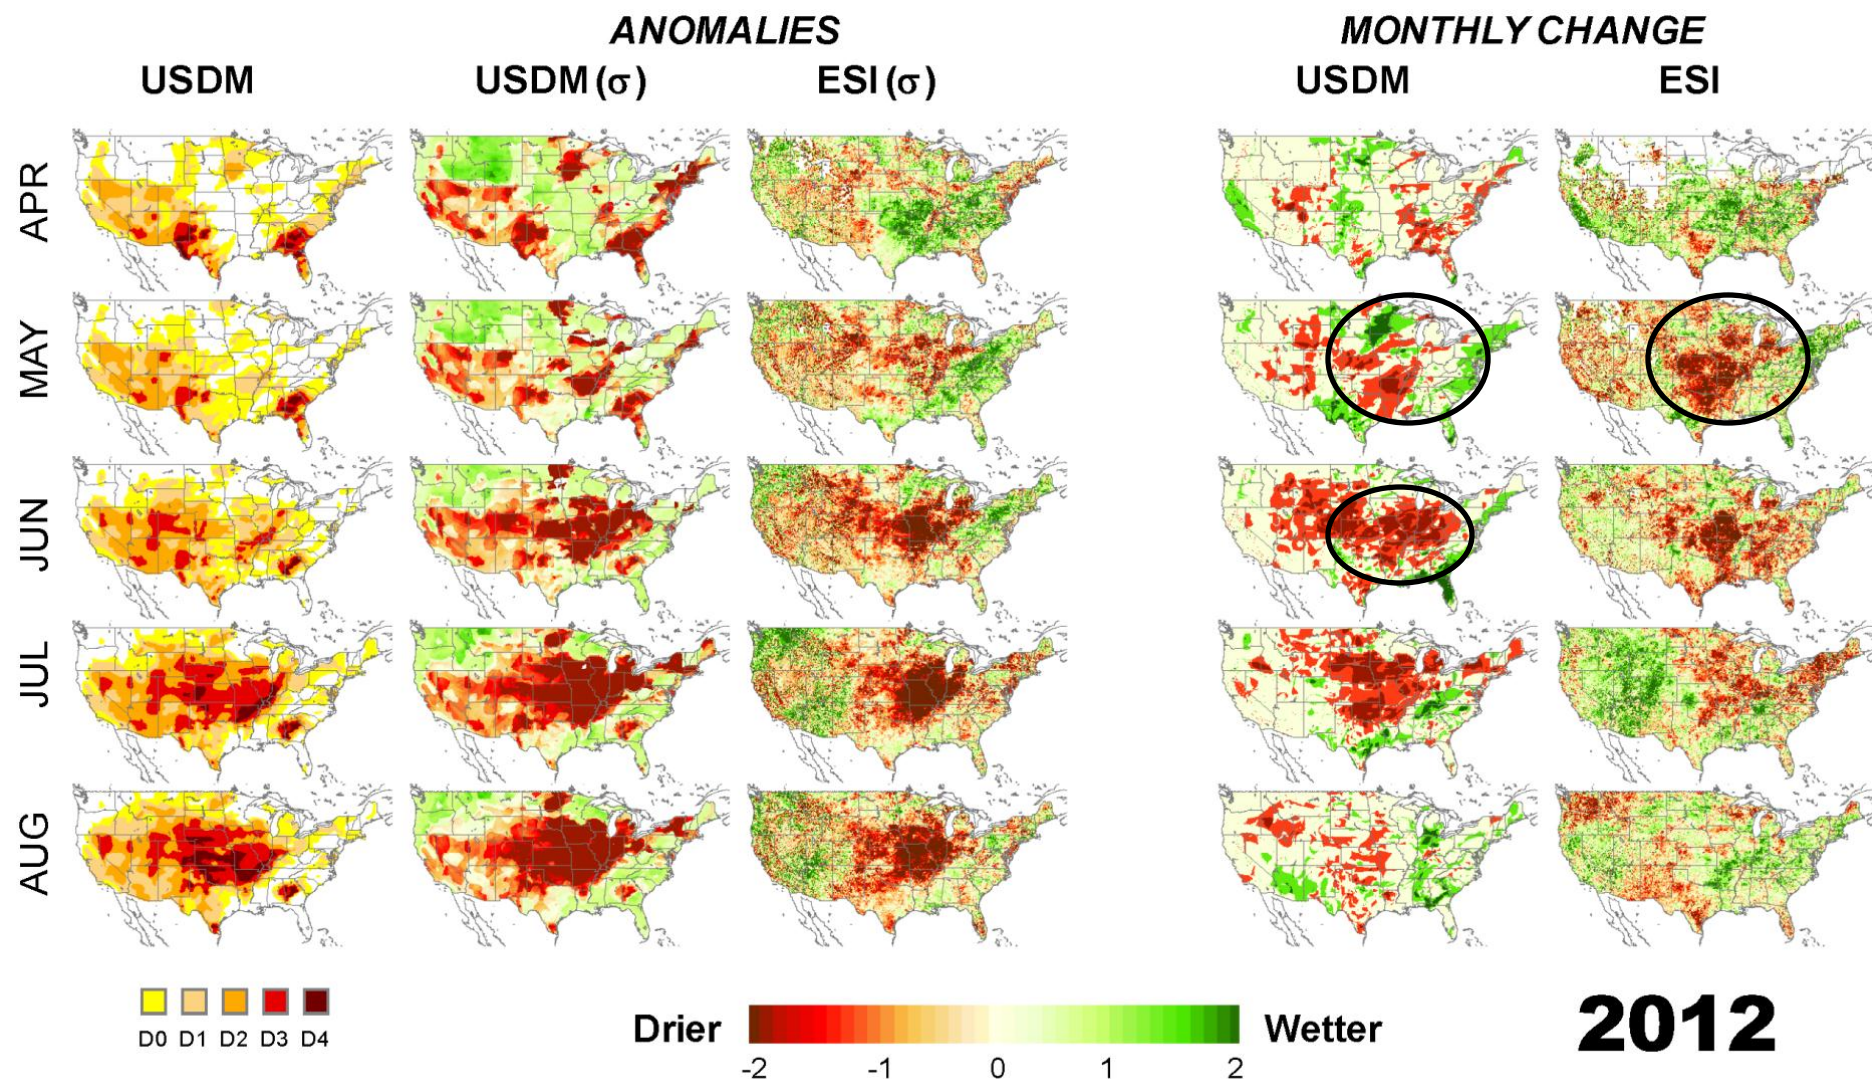 ANOMALIES MONTHLY CHANGE
USDM USDM (σ) ESI (σ) USDM ESI
APR
MAY
JUN
JUL
AUG
D0 D1 D2 D3 D4
Drier Wetter
-2 -1 0 1 2
2012